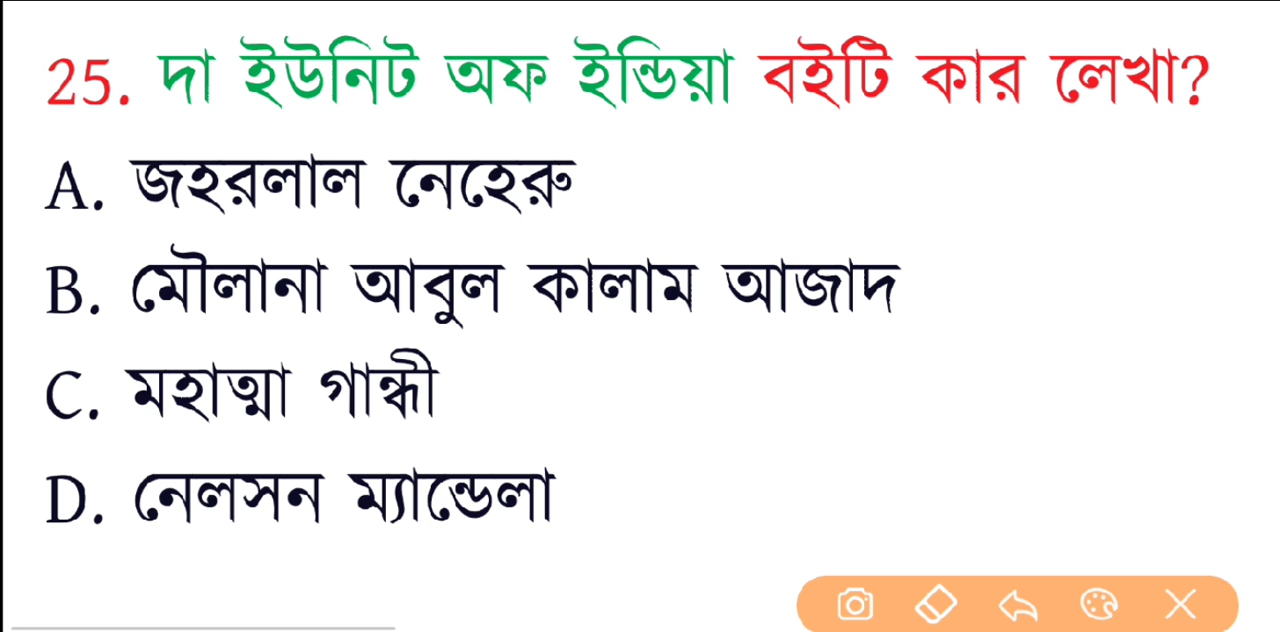 25. দা ইউনিট অফ ইন্ডিয়া বইটি কার লেখা?
A. জহরলাল নেহেরু
B. মৌলানা আবুল কালাম আজাদ
C. মহাত্মা গান্ধী
D. নেলসন ম্যান্ডেলা